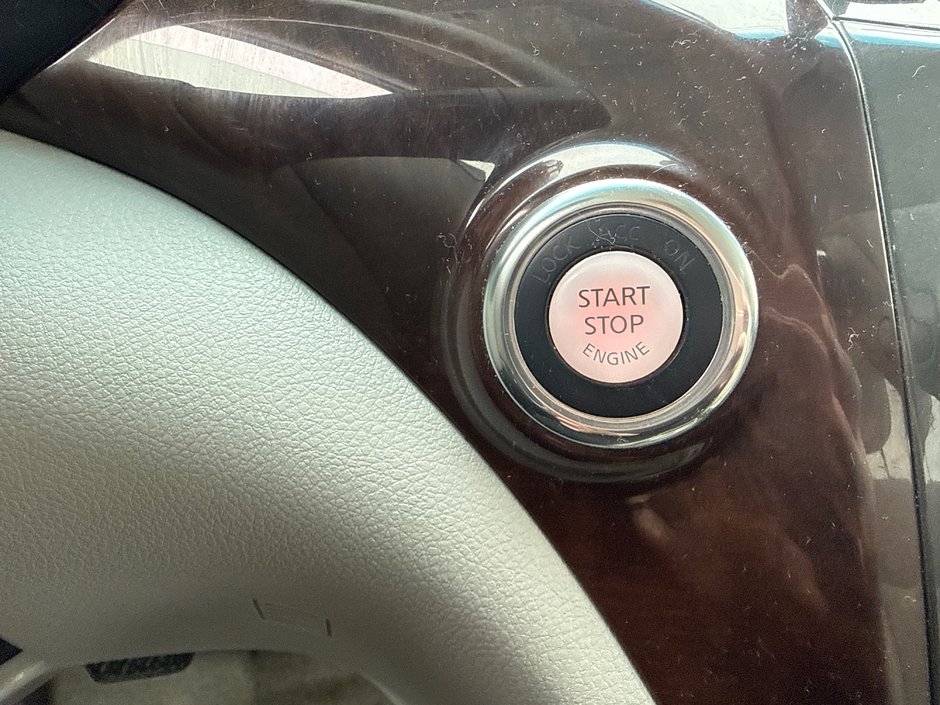 LOCK ACC ON
START
STOP
ENGINE